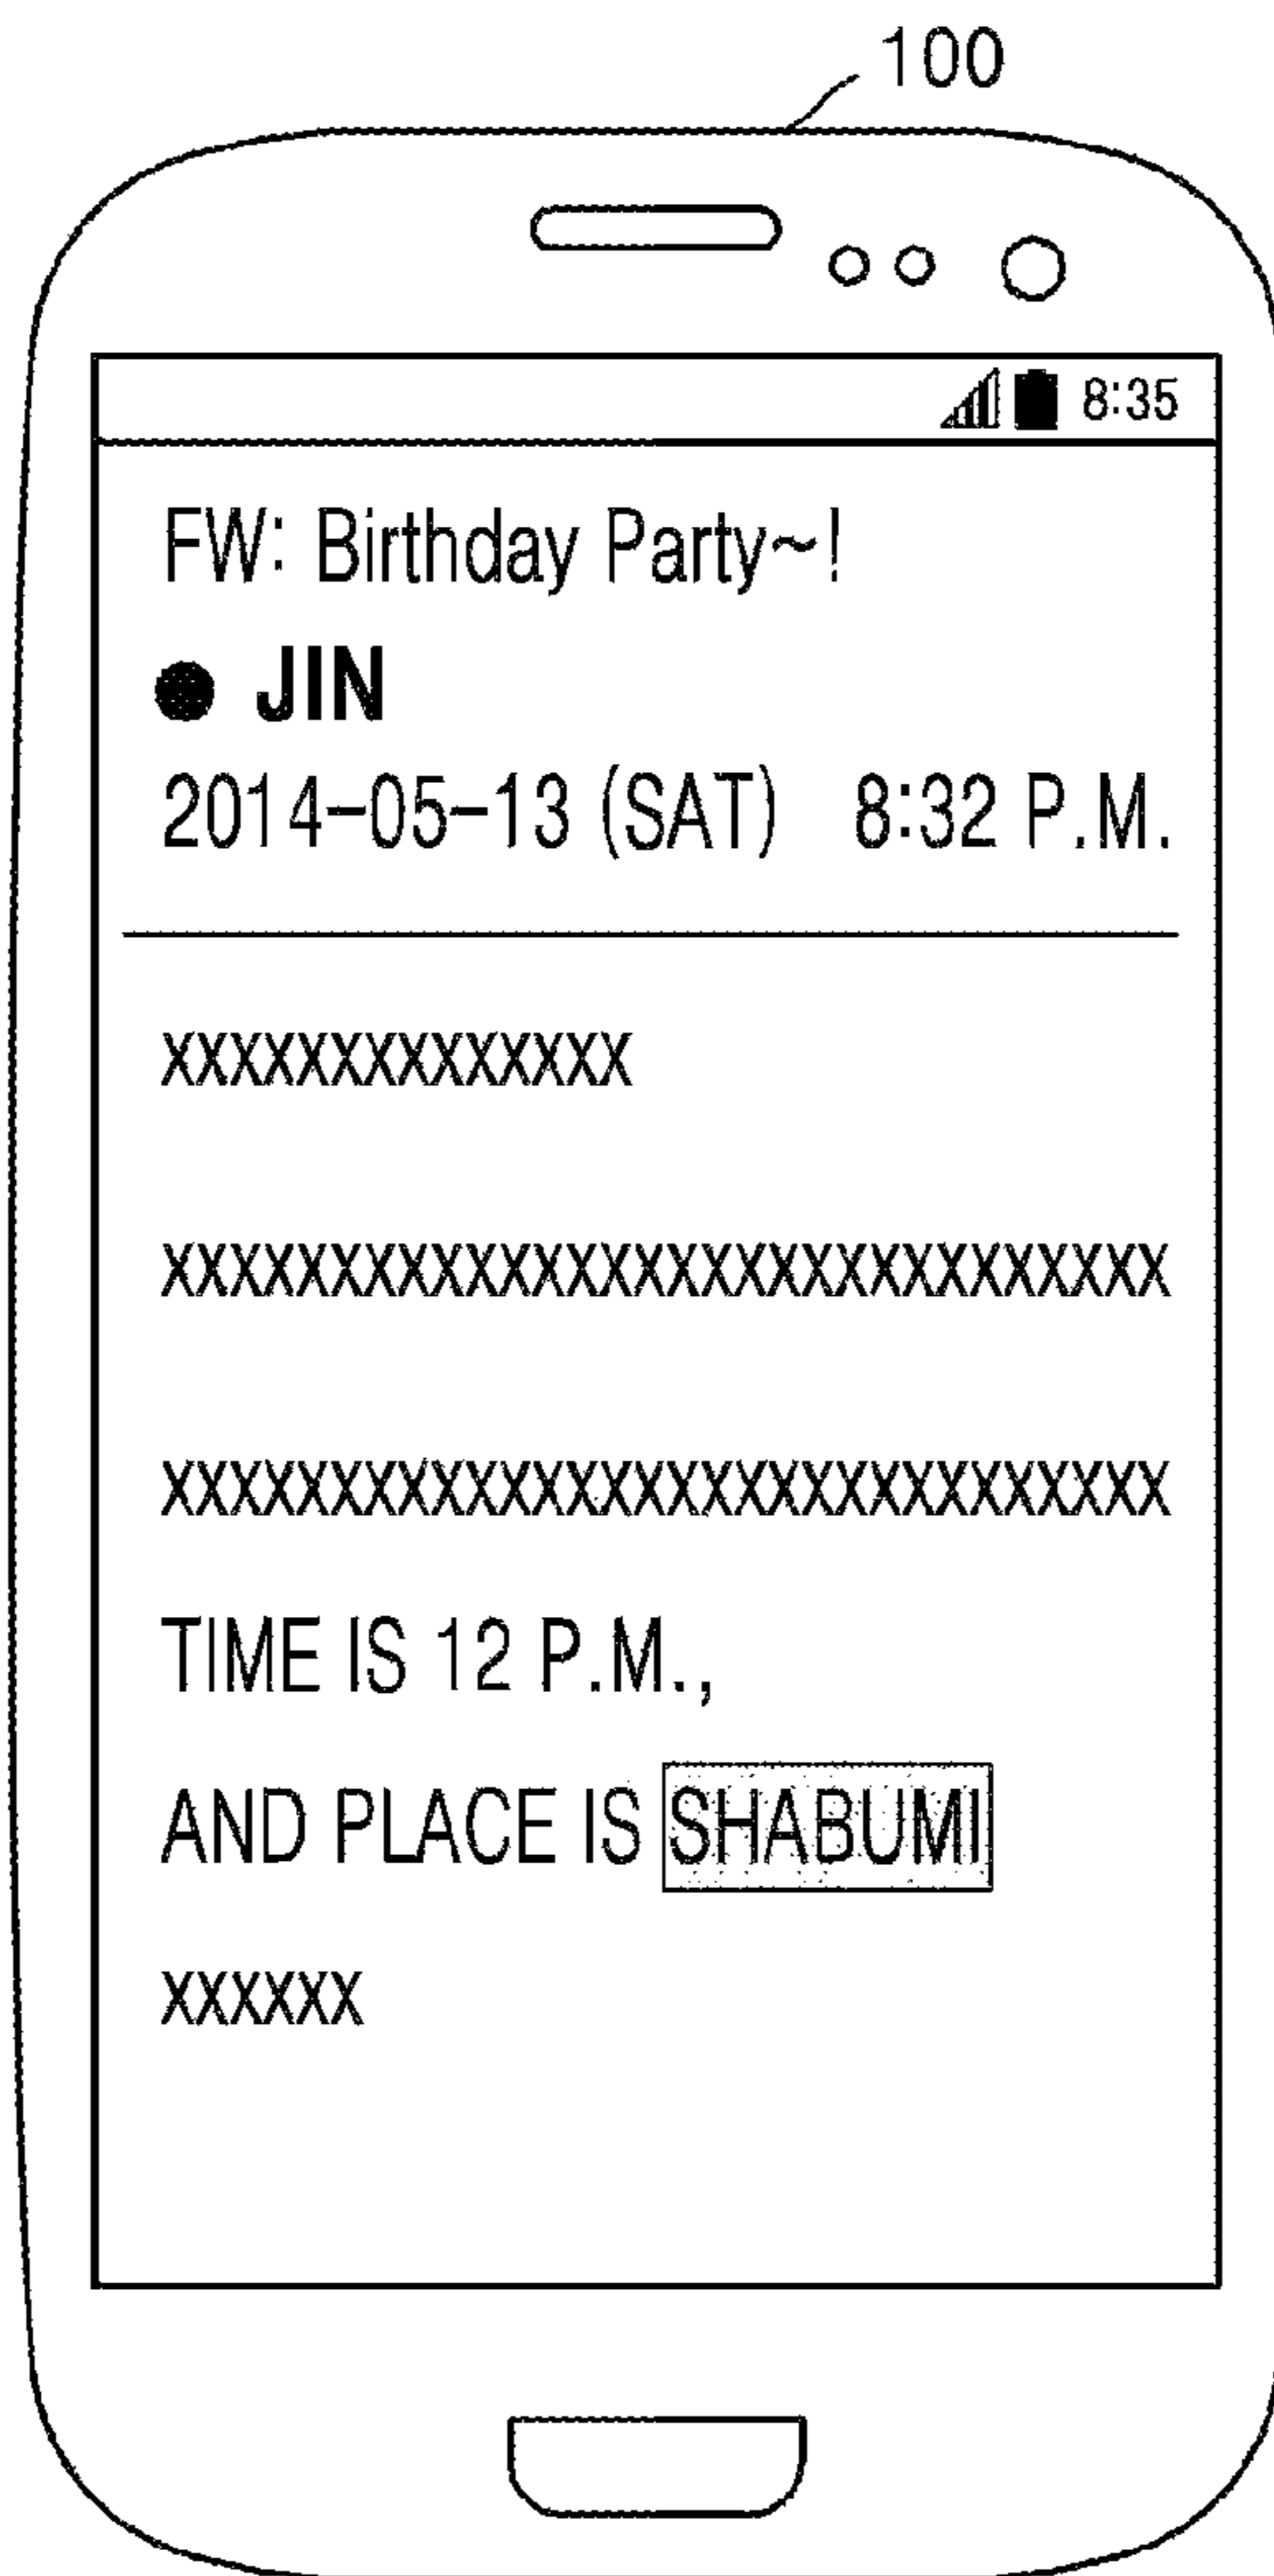 100
8:35
FW: Birthday Party~!
JIN
2014-05-13 (SAT) 8:32 P.M.
XXXXXXXXXXXXXX
XXXXXXXXXXXXXXXXXXXXXXXXXXXXXX
XXXXXXXXXXXXXXXXXXXXXXXXXXXXXX
TIME IS 12 P.M.,
AND PLACE IS SHABUMI
XXXXXX